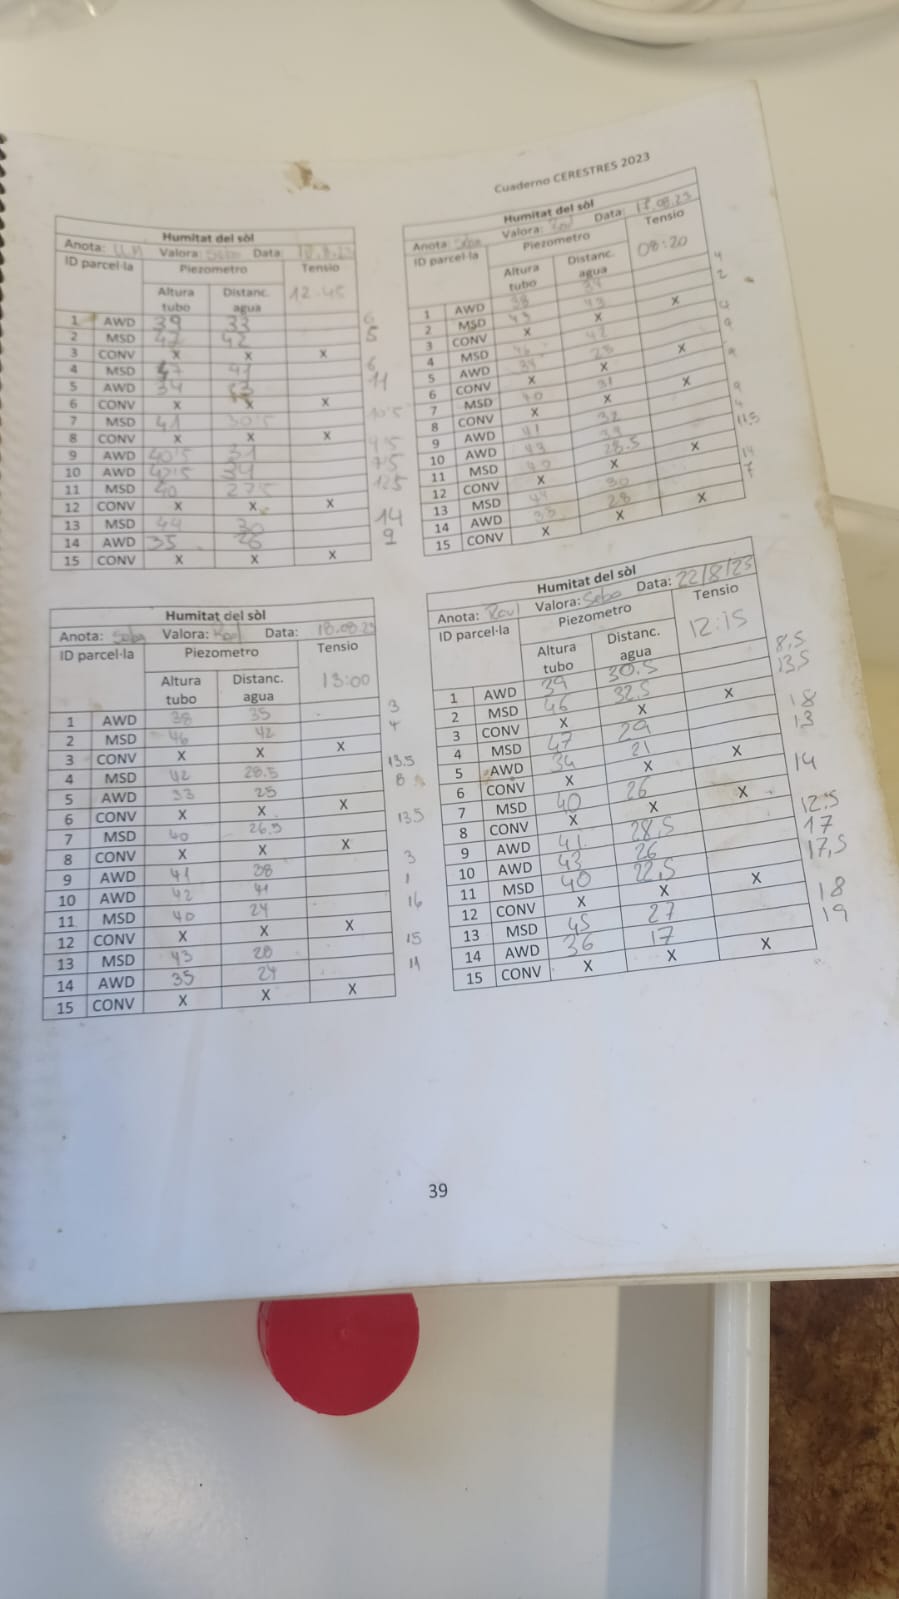 Cuaderno CERESTRES 2023
Humitat del sòl
Anota: Valora: Sebo Data:
ID parcel·la Piezometro Tensio
Altura tubo Distanc. agua 12-45
1 AWD 39 33 6
2 MSD 47 42 5
3 CONV X X X
4 MSD 47 41 6
5 AWD 34 11
6 CONV X X X
7 MSD 41 30'5 10'5
8 CONV X X X
9 AWD 40'5 31 9'5
10 AWD 42'5 34 7'5
11 MSD 40 27'5 12'5
12 CONV X X X
13 MSD 44 30 14
14 AWD 35 26 9
15 CONV X X X
Humitat del sòl
Anota: Seba Valora: Raul Data: 17.08.23
ID parcel·la Piezometro Tensio
Altura tubo Distanc. agua 08:20
1 AWD 38 34 4
2 MSD 43 2
3 CONV X X X
4 MSD 46 42 4
5 AWD 28 9
6 CONV X X X
7 MSD 40 31 9
8 CONV X X X
9 AWD 41 32 9
10 AWD 43 39 4
11 MSD 40 28.5 11,5
12 CONV X X X
13 MSD 44 30 14
14 AWD 35 28 7
15 CONV X X X
Humitat del sòl
Anota: Seba Valora: Raul Data: 18.08.23
ID parcel·la Piezometro Tensio
Altura tubo Distanc. agua 13:00
1 AWD 38 35 3
2 MSD 46 42 4
3 CONV X X X
4 MSD 42 28.5 13.5
5 AWD 33 25 8
6 CONV X X X
7 MSD 40 26,5 13.5
8 CONV X X X
9 AWD 41 38 3
10 AWD 42 41 1
11 MSD 40 24 16
12 CONV X X X
13 MSD 43 28 15
14 AWD 35 24 11
15 CONV X X X
Humitat del sòl
Anota: Raul Valora: Sebo Data: 22/8/23
ID parcel·la Piezometro Tensio
Altura tubo Distanc. agua 12:15
1 AWD 39 30.5 8,5
2 MSD 46 32.5 13,5
3 CONV X X X
4 MSD 47 29 18
5 AWD 34 21 13
6 CONV X X X
7 MSD 40 26 14
8 CONV X X X
9 AWD 41 28,5 12'5
10 AWD 43 26 17
11 MSD 40 22,5 17,5
12 CONV X X X
13 MSD 45 27 18
14 AWD 36 17 19
15 CONV X X X
39